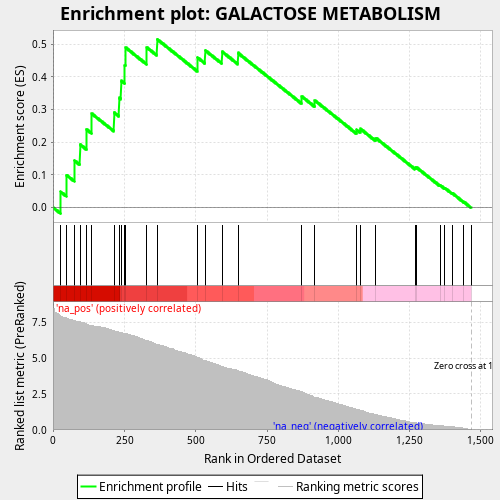 Enrichment plot: GALACTOSE METABOLISM
Enrichment score (ES)
0.5
0.4
0.3
0.2
0.1
0.0
'na_pos' (positively correlated)
Ranked list metric (PreRanked)
7.5
5.0
2.5
0.0
Zero cross at 1
'na_neg' (negatively correlated)
0 250 500 750 1,000 1,250 1,500
Rank in Ordered Dataset
Enrichment profile Hits Ranking metric scores